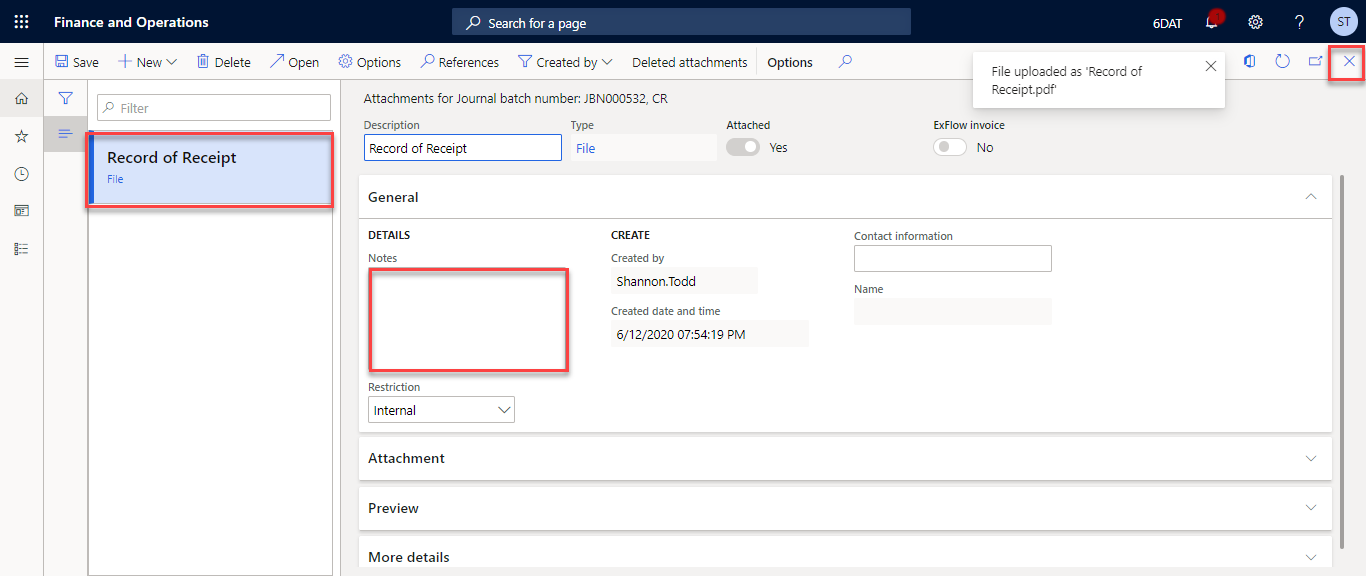 Finance and Operations
Search for a page
6DAT
?
ST
Save
New
Delete
Open
Options
References
Created by
Deleted attachments
Options
File uploaded as 'Record of
Receipt.pdf'
Filter
Record of Receipt
File
Attachments for Journal batch number: JBN000532, CR
Description
Type
Attached
ExFlow invoice
Record of Receipt
File
Yes
No
General
DETAILS
CREATE
Contact information
Notes
Created by
Shannon.Todd
Name
Created date and time
6/12/2020 07:54:19 PM
Restriction
Internal
Attachment
Preview
More details